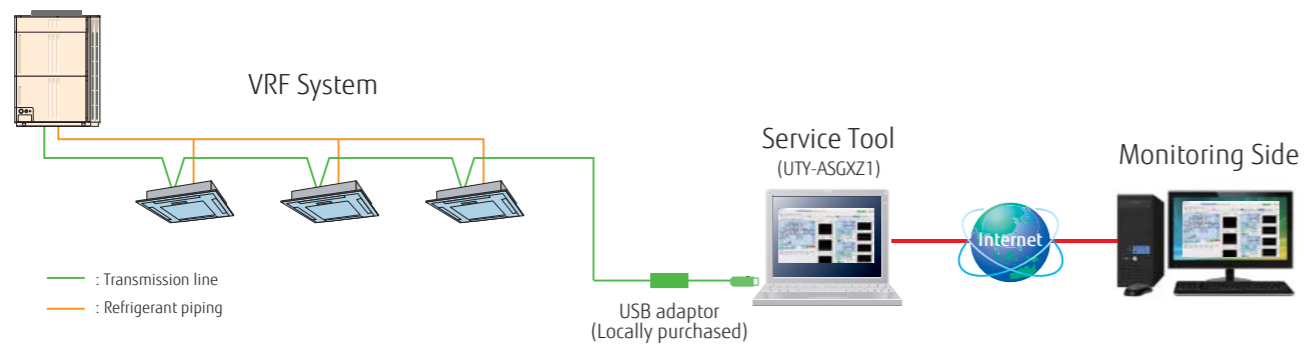 VRF System
Service Tool
(UTY-ASGXZ1)
Monitoring Side
Internet
: Transmission line
: Refrigerant piping
USB adaptor
(Locally purchased)